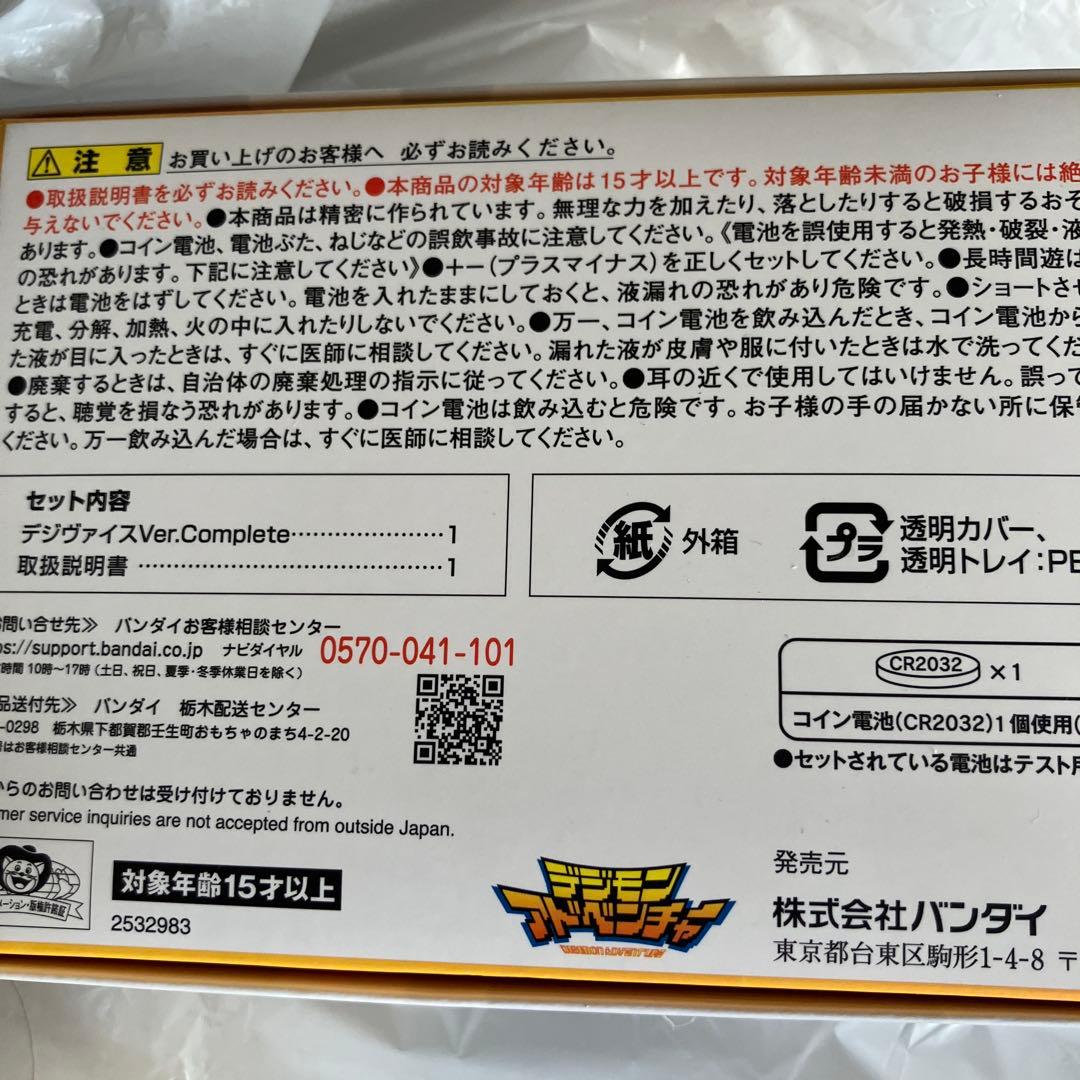 注意 お買い上げのお客様へ 必ずお読みください。
●取扱説明書を必ずお読みください。●本商品の対象年齢は15才以上です。対象年齢未満のお子様には絶
与えないでください。●本商品は精密に作られています。無理な力を加えたり、落としたりすると破損するおそ
あります。●コイン電池、電池ぶた、ねじなどの誤飲事故に注意してください。《電池を誤使用すると発熱・破裂・液
の恐れがあります。下記に注意してください》●+−(プラスマイナス)を正しくセットしてください。●長時間遊ば
ときは電池をはずしてください。電池を入れたままにしておくと、液漏れの恐れがあり危険です。●ショートさせ
充電、分解、加熱、火の中に入れたりしないでください。●万一、コイン電池を飲み込んだとき、コイン電池から
た液が目に入ったときは、すぐに医師に相談してください。漏れた液が皮膚や服に付いたときは水で洗ってくだ
●廃棄するときは、自治体の廃棄処理の指示に従ってください。●耳の近くで使用してはいけません。誤って
すると、聴覚を損なう恐れがあります。●コイン電池は飲み込むと危険です。お子様の手の届かない所に保管
ください。万一飲み込んだ場合は、すぐに医師に相談してください。
セット内容
デジヴァイスVer.Complete……………………1
取扱説明書……………………………………1
紙 外箱
プラ 透明カバー、
透明トレイ:PE
お問い合せ先≫ バンダイお客様相談センター
ps://support.bandai.co.jp ナビダイヤル 0570-041-101
時間 10時〜17時(土日、祝日、夏季・冬季休業日を除く)
品送付先≫ バンダイ 栃木配送センター
-0298 栃木県下都賀郡壬生町おもちゃのまち4-2-20
はお客様相談センター共通
からのお問い合わせは受け付けておりません。
mer service inquiries are not accepted from outside Japan.
CR2032 ×1
コイン電池(CR2032)1個使用(
●セットされている電池はテスト用
メーション・版権許諾証
対象年齢15才以上
2532983
デジモン
アドベンチャー
発売元
株式会社バンダイ
東京都台東区駒形1-4-8 〒